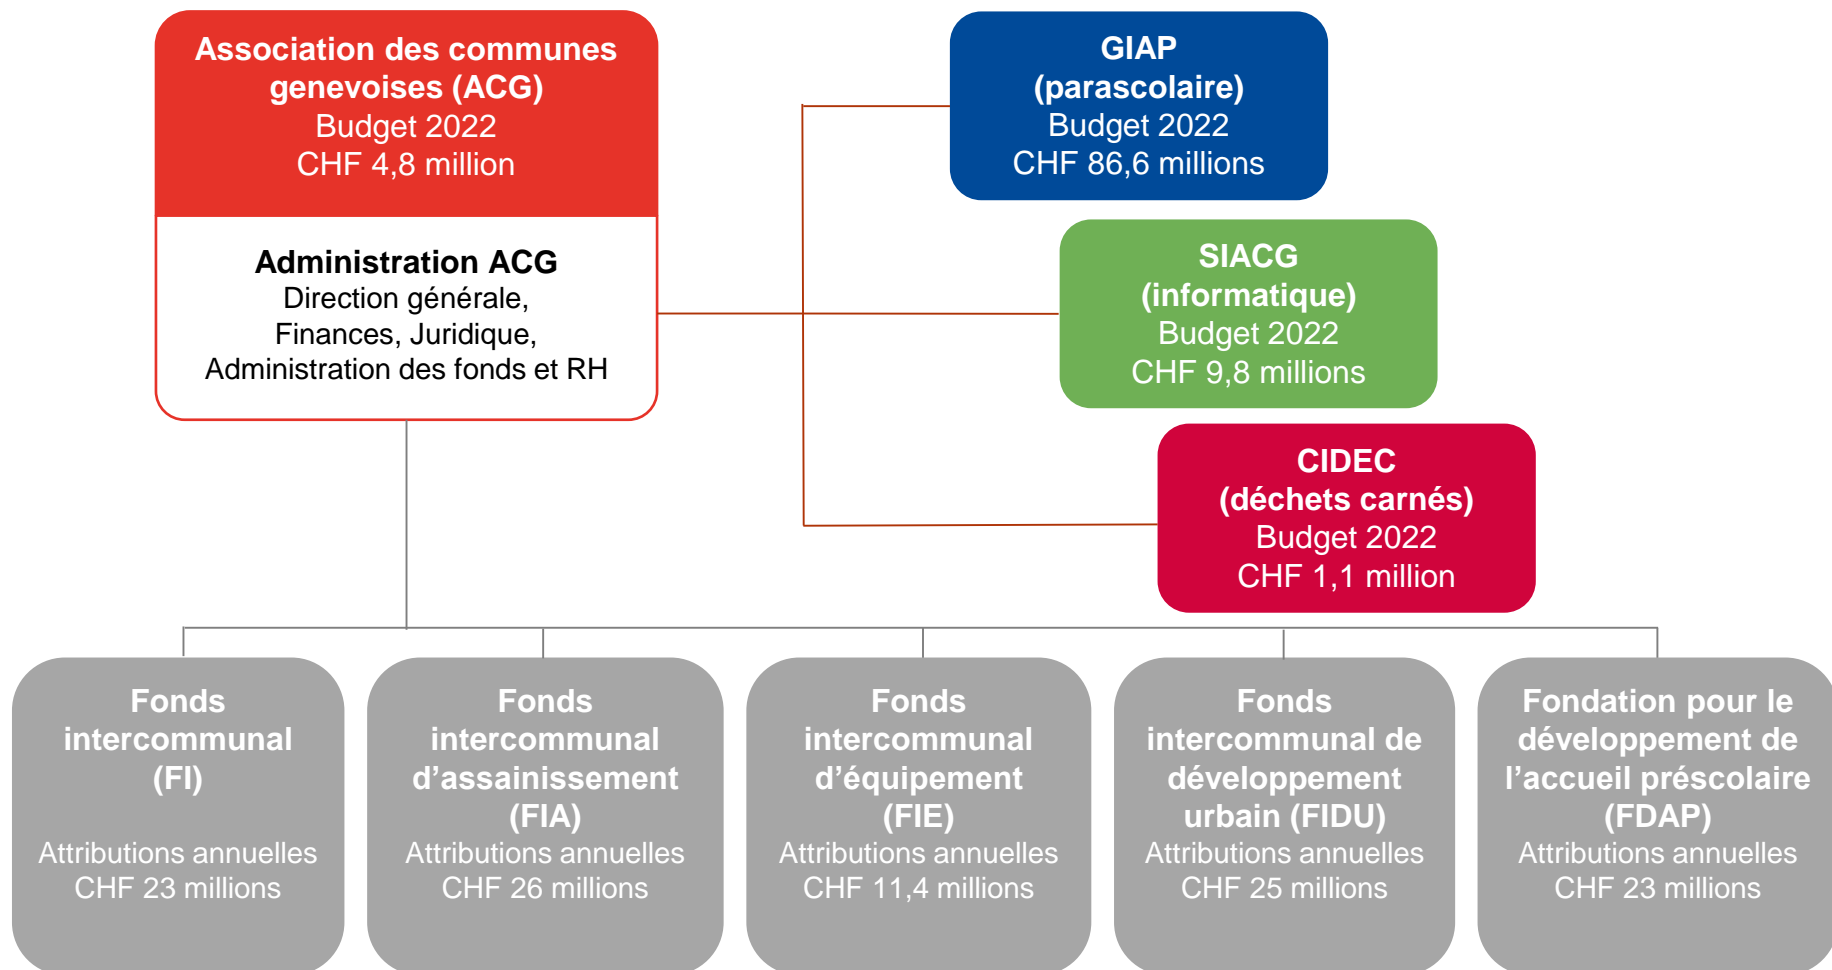 Association des communes
genevoises (ACG)
Budget 2022
CHF 4,8 million
Administration ACG
Direction générale,
Finances, Juridique,
Administration des fonds et RH
GIAP
(parascolaire)
Budget 2022
CHF 86,6 millions
SIACG
(informatique)
Budget 2022
CHF 9,8 millions
CIDEC
(déchets carnés)
Budget 2022
CHF 1,1 million
Fonds
intercommunal
(FI)
Attributions annuelles
CHF 23 millions
Fonds
intercommunal
d’assainissement
(FIA)
Attributions annuelles
CHF 26 millions
Fonds
intercommunal
d’équipement
(FIE)
Attributions annuelles
CHF 11,4 millions
Fonds
intercommunal de
développement
urbain (FIDU)
Attributions annuelles
CHF 25 millions
Fondation pour le
développement de
l’accueil préscolaire
(FDAP)
Attributions annuelles
CHF 23 millions